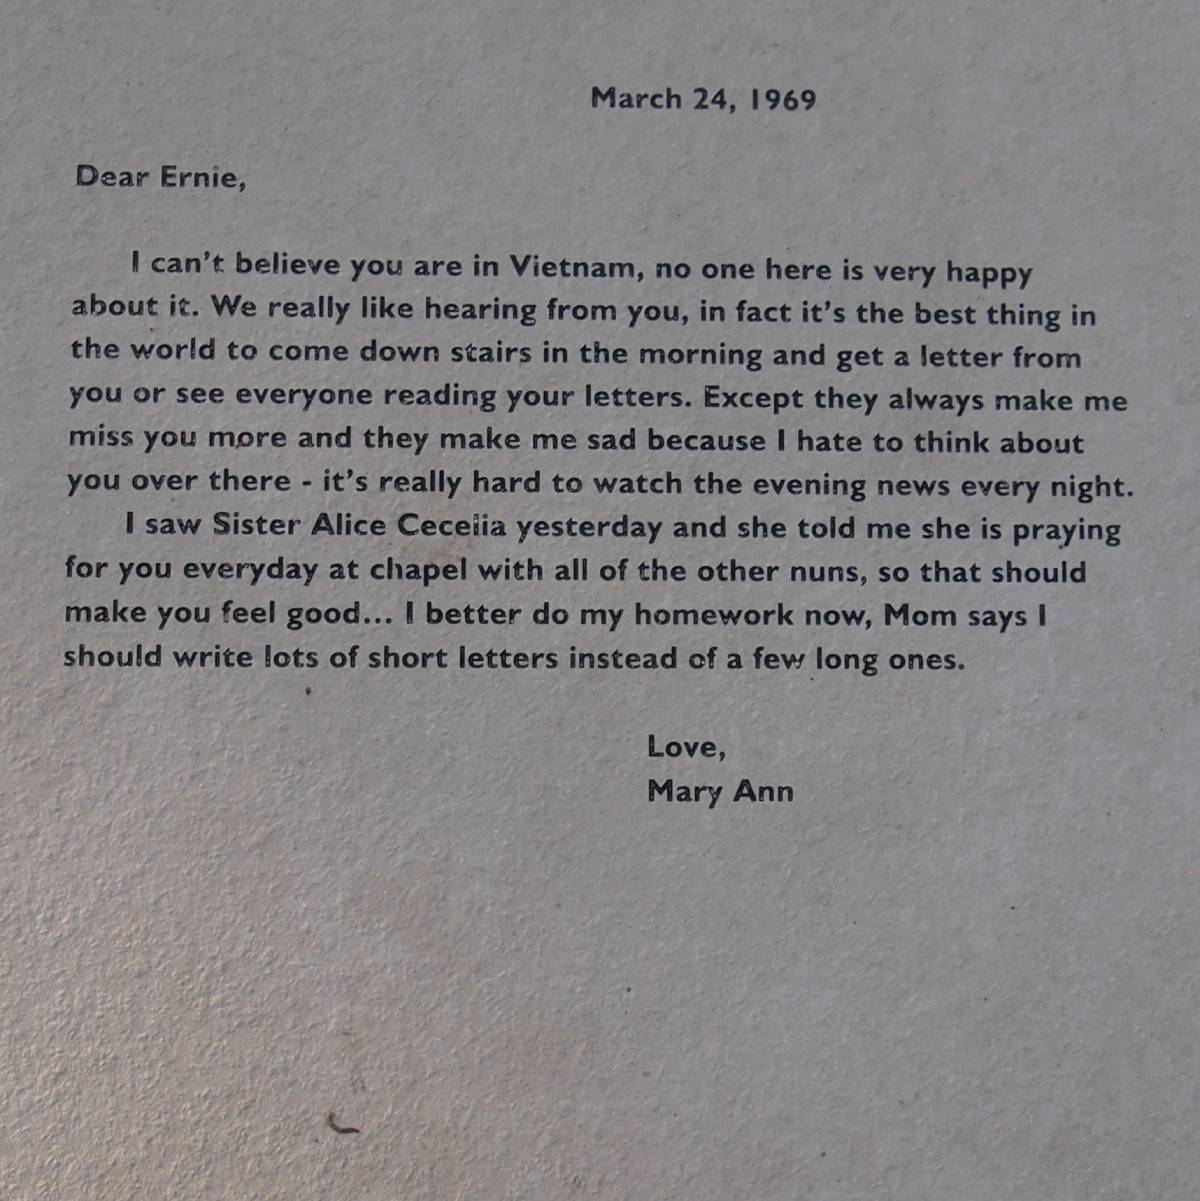 March 24, 1969
Dear Ernie,
I can't believe you are in Vietnam, no one here is very happy
about it. We really like hearing from you, in fact it's the best thing in
the world to come down stairs in the morning and get a letter from
you or see everyone reading your letters. Except they always make me
miss you more and they make me sad because I hate to think about
you over there - it's really hard to watch the evening news every night.
I saw Sister Alice Cecelia yesterday and she told me she is praying
for you everyday at chapel with all of the other nuns, so that should
make you feel good... I better do my homework now, Mom says I
should write lots of short letters instead of a few long ones.
Love,
Mary Ann